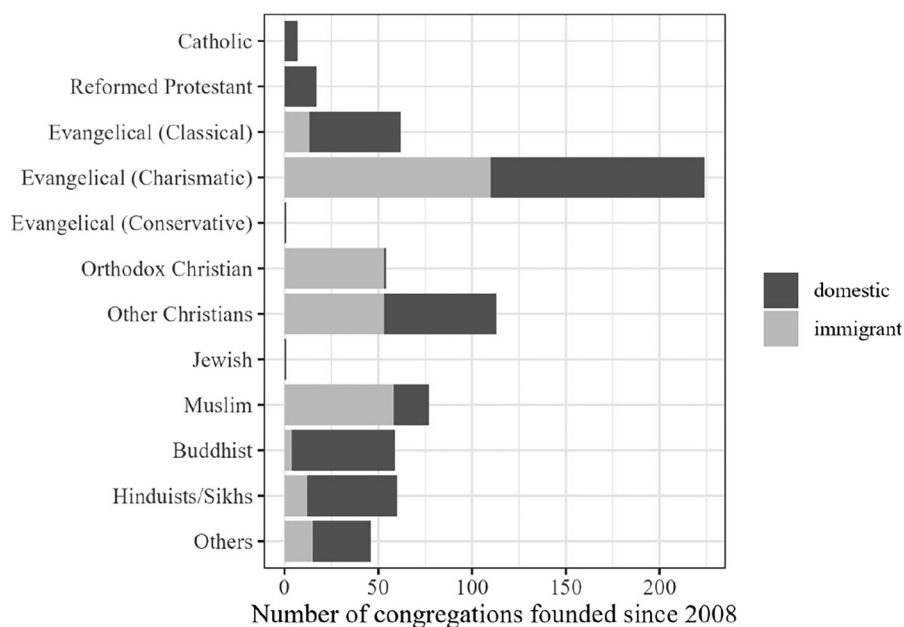 Catholic
Reformed Protestant
Evangelical (Classical)
Evangelical (Charismatic)
Evangelical (Conservative)
Orthodox Christian
Other Christians
Jewish
Muslim
Buddhist
Hinduists/Sikhs
Others
domestic
immigrant
0 50 100 150 200
Number of congregations founded since 2008